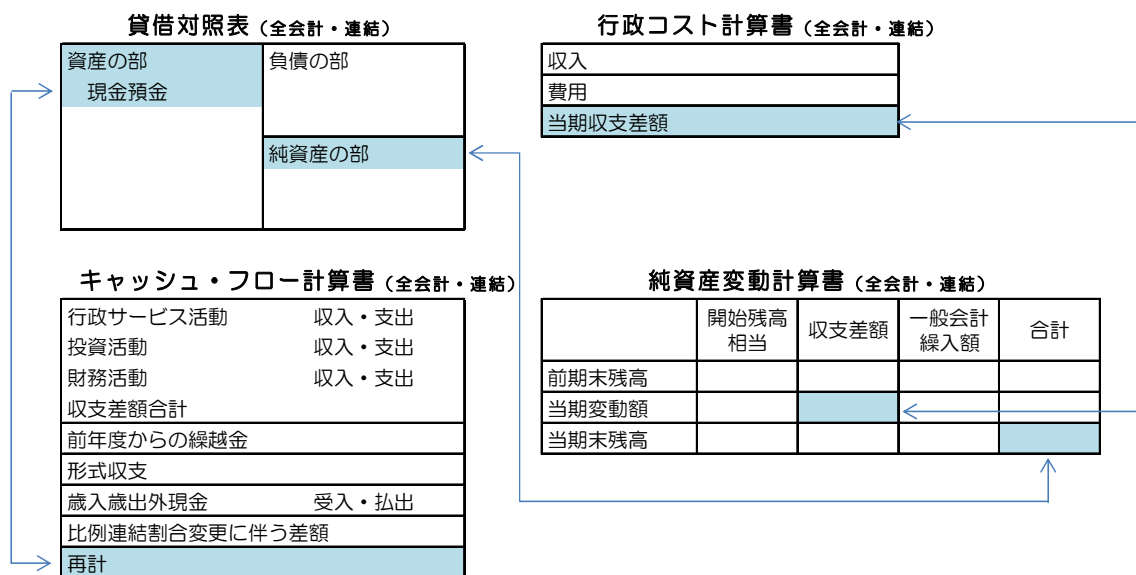 貸借対照表（全会計・連結）
資産の部 負債の部
現金預金
純資産の部
行政コスト計算書（全会計・連結）
収入
費用
当期収支差額
キャッシュ・フロー計算書（全会計・連結）
行政サービス活動 収入・支出
投資活動 収入・支出
財務活動 収入・支出
収支差額合計
前年度からの繰越金
形式収支
歳入歳出外現金 受入・払出
比例連結割合変更に伴う差額
再計
純資産変動計算書（全会計・連結）
開始残高
相当
収支差額
一般会計
繰入額
合計
前期末残高
当期変動額
当期末残高